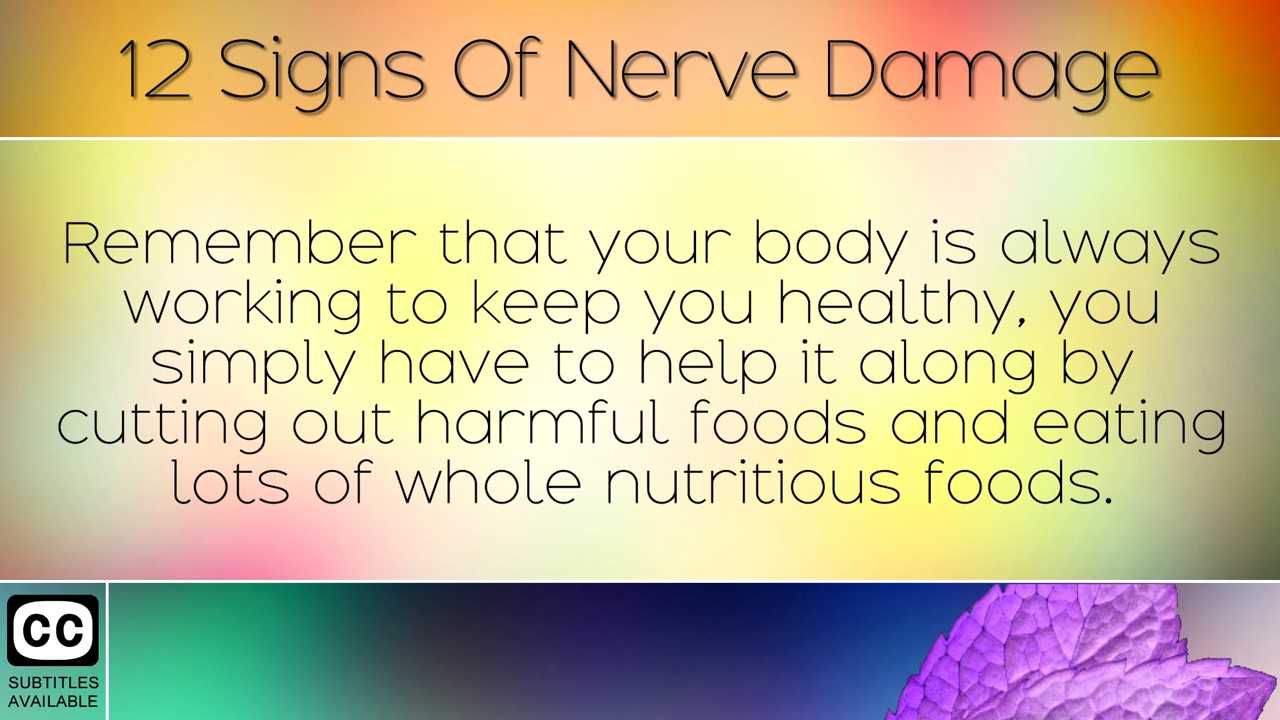 12 Signs Of Nerve Damage
Remember that your body is always
working to keep you healthy, you
simply have to help it along by
cutting out harmful foods and eating
lots of whole nutritious foods.
CC
SUBTITLES
AVAILABLE